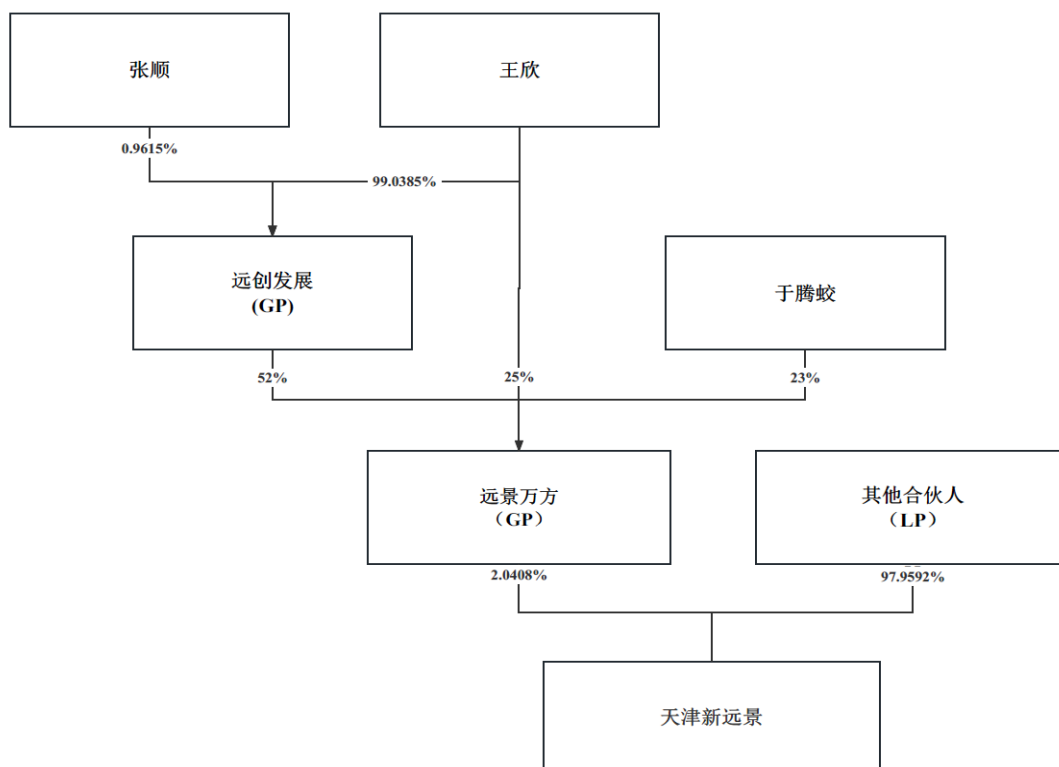 张顺
王欣
0.9615%
99.0385%
远创发展
(GP)
于腾蛟
52%
25%
23%
远景万方
（GP）
其他合伙人
（LP）
2.0408%
97.9592%
天津新远景